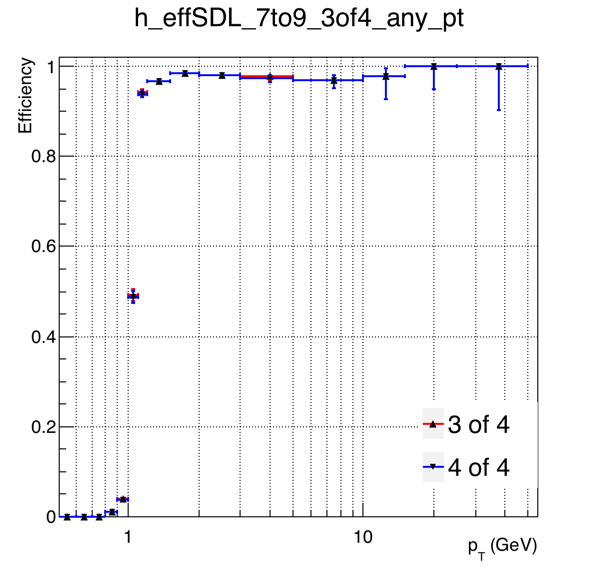 h_effSDL_7to9_3of4_any_pt
Efficiency
1
0.8
0.6
0.4
0.2
0
3 of 4
4 of 4
1
10
p_T (GeV)